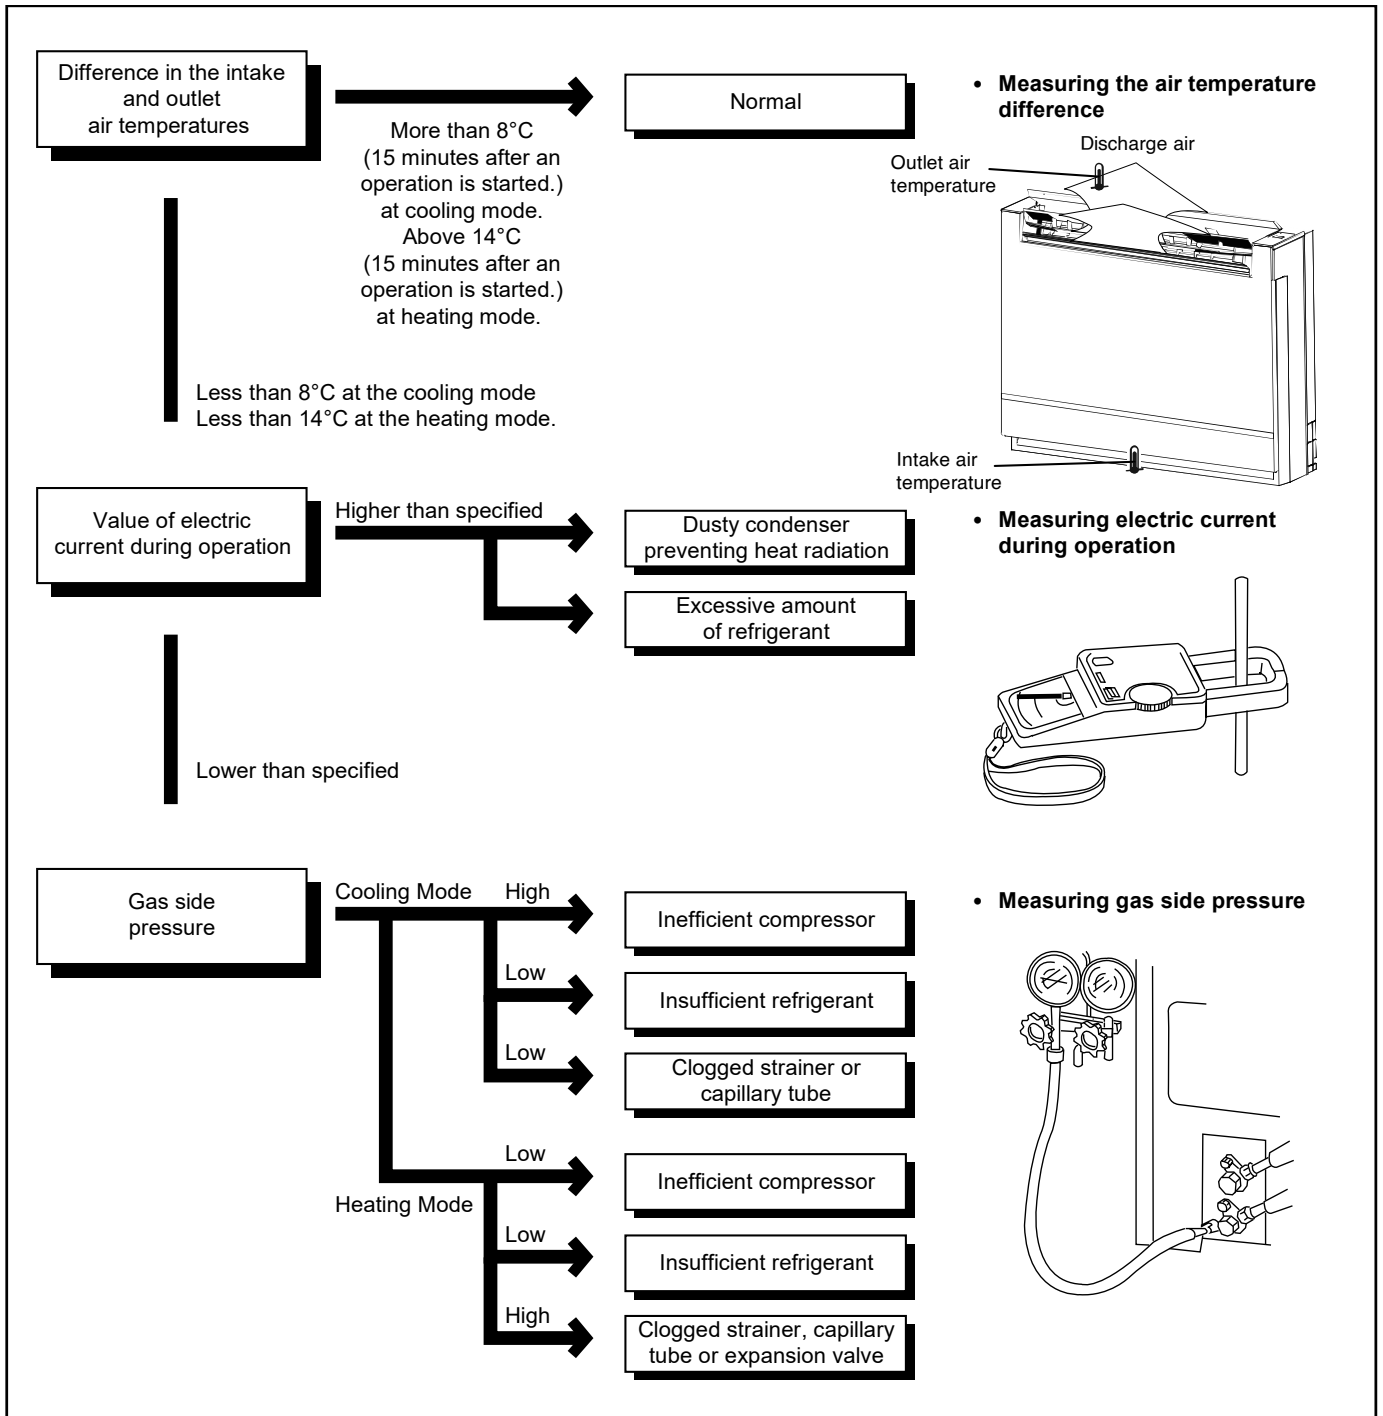 Difference in the intake
and outlet
air temperatures
More than 8°C
(15 minutes after an
operation is started.)
at cooling mode.
Above 14°C
(15 minutes after an
operation is started.)
at heating mode.
Normal
• Measuring the air temperature
difference
Discharge air
Outlet air
temperature
Intake air
temperature
Less than 8°C at the cooling mode
Less than 14°C at the heating mode.
Value of electric
current during operation
Higher than specified
Dusty condenser
preventing heat radiation
Excessive amount
of refrigerant
• Measuring electric current
during operation
Lower than specified
Gas side
pressure
Cooling Mode
High
Inefficient compressor
Low
Insufficient refrigerant
Low
Clogged strainer or
capillary tube
Heating Mode
Low
Inefficient compressor
Low
Insufficient refrigerant
High
Clogged strainer, capillary
tube or expansion valve
• Measuring gas side pressure